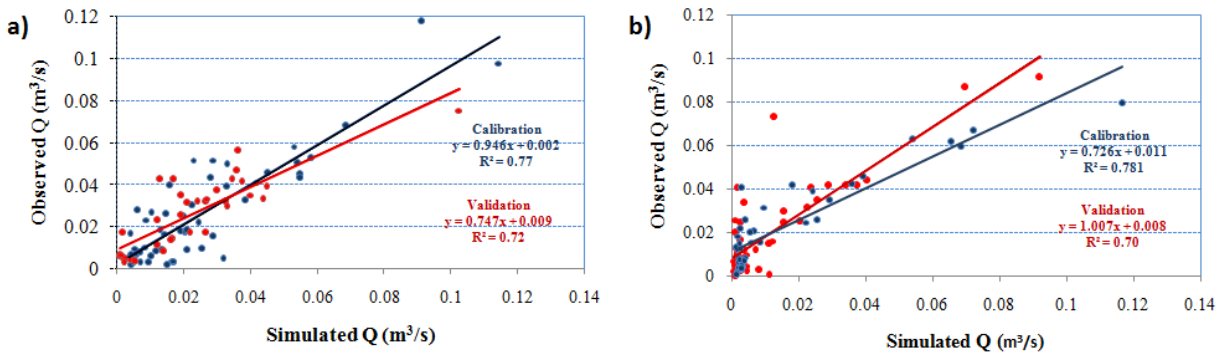 a)
Observed Q (m³/s)
0.12
0.1
0.08
0.06
0.04
0.02
0
Calibration
y = 0.946x + 0.002
R² = 0.77
Validation
y = 0.747x + 0.009
R² = 0.72
0 0.02 0.04 0.06 0.08 0.1 0.12 0.14
Simulated Q (m³/s)
b)
Observed Q (m³/s)
0.12
0.1
0.08
0.06
0.04
0.02
0
Calibration
y = 0.726x + 0.011
R² = 0.781
Validation
y = 1.007x + 0.008
R² = 0.70
0 0.02 0.04 0.06 0.08 0.1 0.12 0.14
Simulated Q (m³/s)